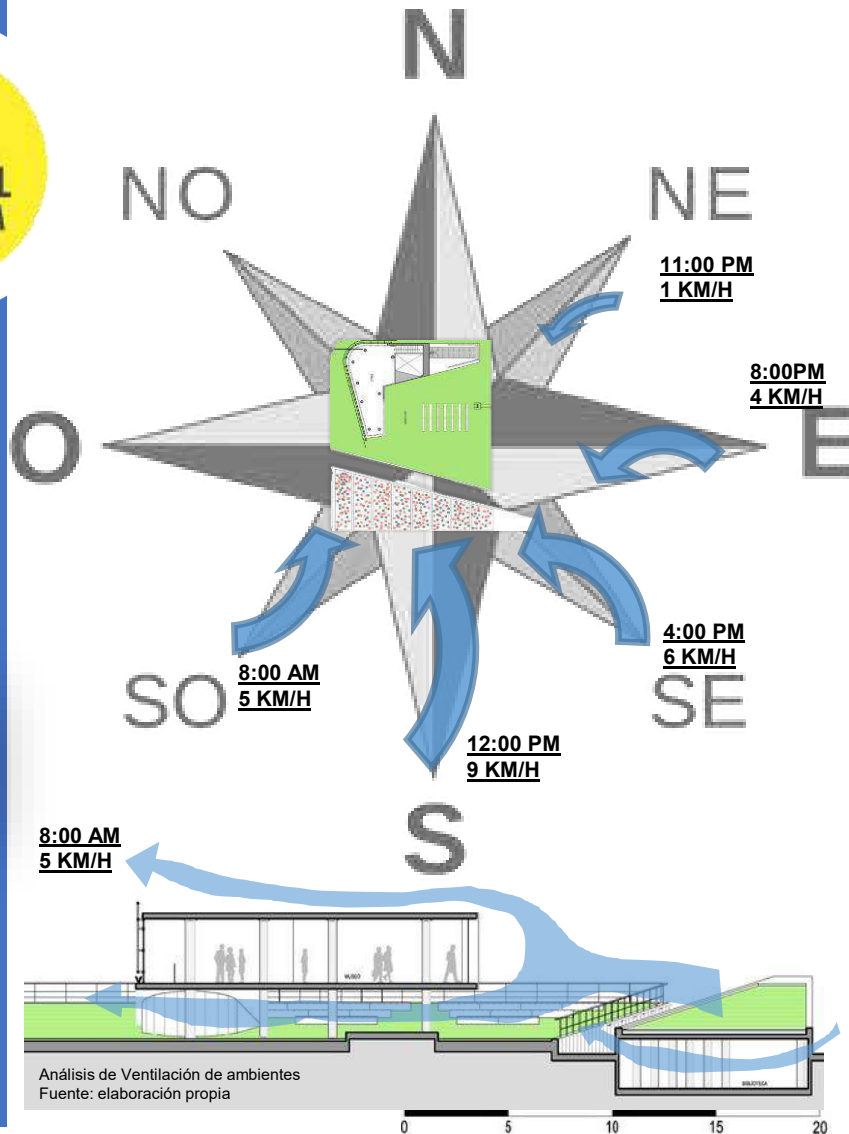 N
L
A
NO
NE
11:00 PM
1 KM/H
8:00PM
4 KM/H
O
E
4:00 PM
6 KM/H
8:00 AM
5 KM/H
SO
SE
12:00 PM
9 KM/H
S
8:00 AM
5 KM/H
MUSEO
BIBLIOTECA
Análisis de Ventilación de ambientes
Fuente: elaboración propia
0 5 10 15 20